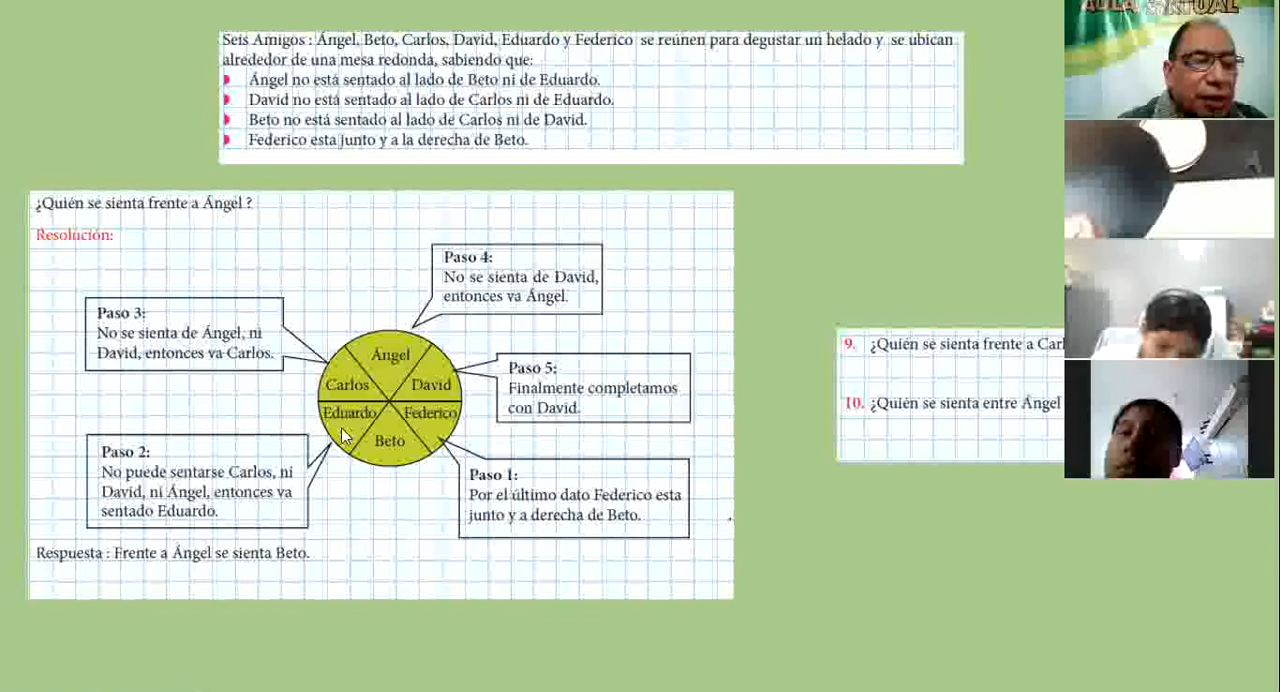 AULA VIRTUAL
Seis Amigos : Ángel, Beto, Carlos, David, Eduardo y Federico se reúnen para degustar un helado y se ubican
alrededor de una mesa redonda, sabiendo que:
Ángel no está sentado al lado de Beto ni de Eduardo.
David no está sentado al lado de Carlos ni de Eduardo.
Beto no está sentado al lado de Carlos ni de David.
Federico esta junto y a la derecha de Beto.
¿Quién se sienta frente a Ángel ?
Resolución:
Paso 4:
No se sienta de David,
entonces va Ángel.
Paso 3:
No se sienta de Ángel, ni
David, entonces va Carlos.
Ángel
Carlos
David
Eduardo
Federico
Beto
Paso 5:
Finalmente completamos
con David.
Paso 2:
No puede sentarse Carlos, ni
David, ni Ángel, entonces va
sentado Eduardo.
Paso 1:
Por el último dato Federico esta
junto y a derecha de Beto.
Respuesta : Frente a Ángel se sienta Beto.
9. ¿Quién se sienta frente a Carl
10. ¿Quién se sienta entre Ángel